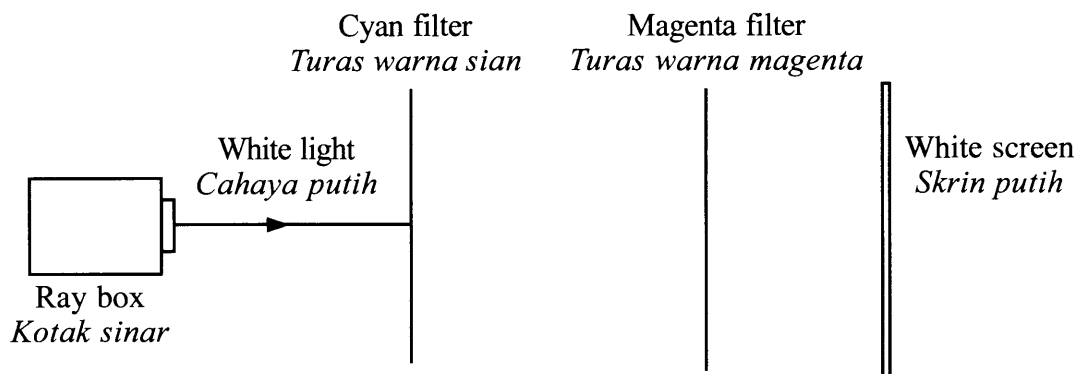 Cyan filter
Turas warna sian
Magenta filter
Turas warna magenta
White light
Cahaya putih
White screen
Skrin putih
Ray box
Kotak sinar